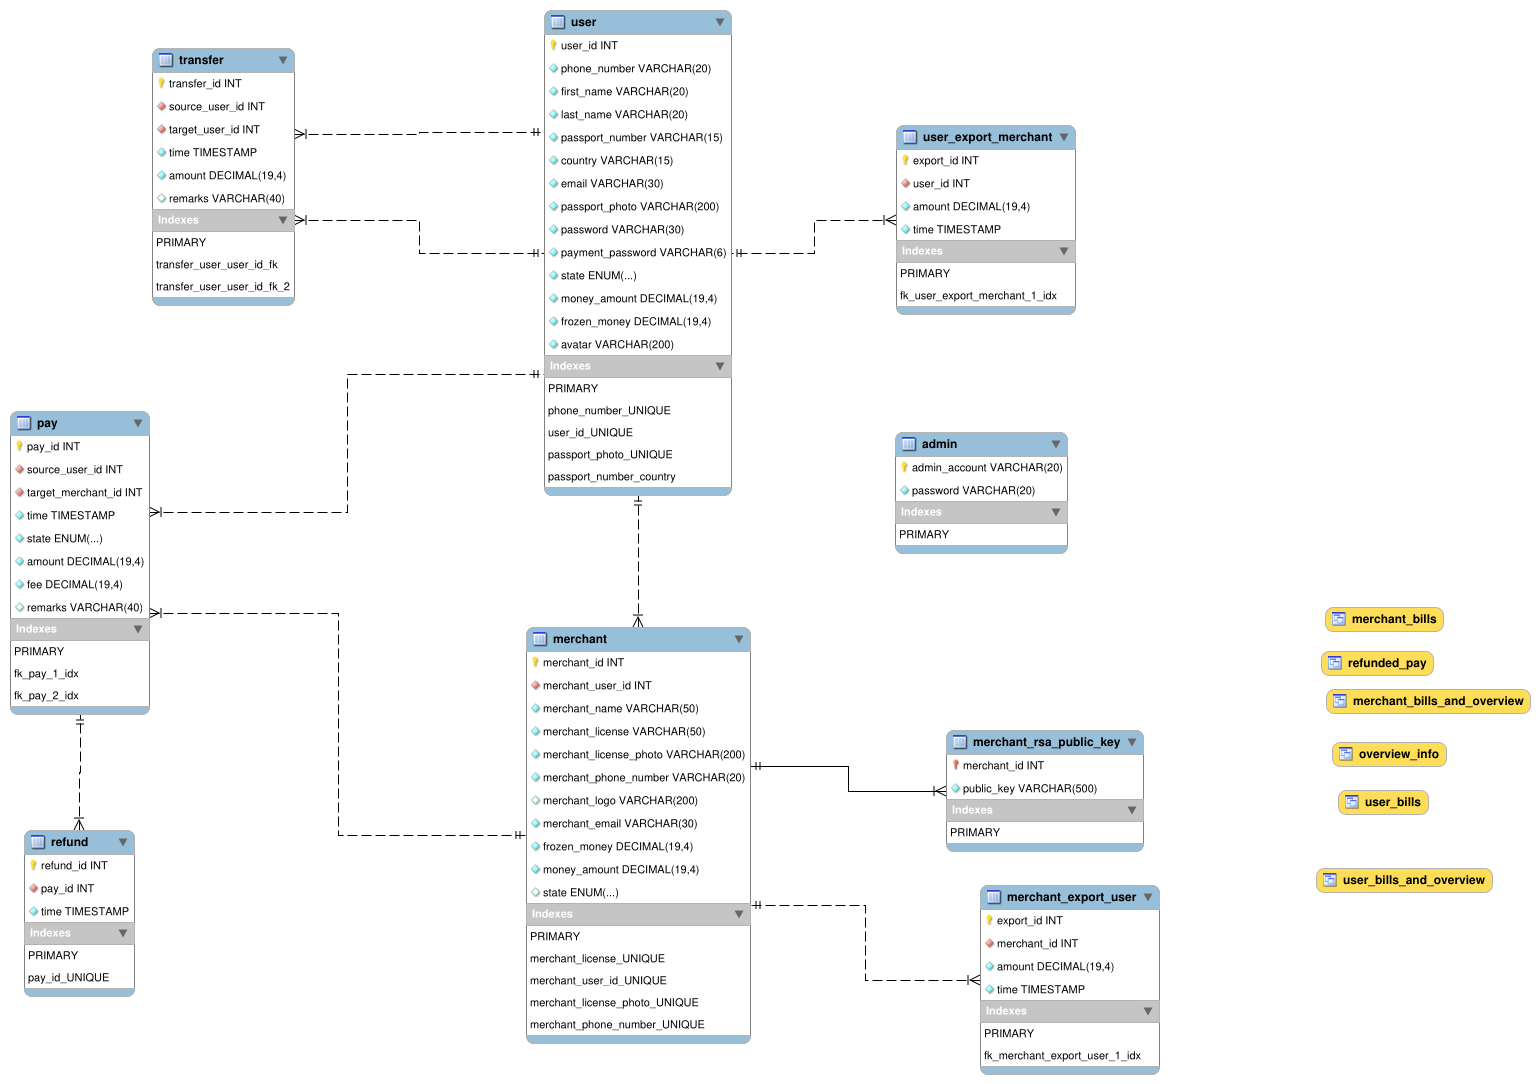 user
user_id INT
phone_number VARCHAR(20)
first_name VARCHAR(20)
last_name VARCHAR(20)
passport_number VARCHAR(15)
country VARCHAR(15)
email VARCHAR(30)
passport_photo VARCHAR(200)
password VARCHAR(30)
payment_password VARCHAR(6)
state ENUM(...)
money_amount DECIMAL(19,4)
frozen_money DECIMAL(19,4)
avatar VARCHAR(200)
Indexes
PRIMARY
phone_number_UNIQUE
user_id_UNIQUE
passport_photo_UNIQUE
passport_number_country
transfer
transfer_id INT
source_user_id INT
target_user_id INT
time TIMESTAMP
amount DECIMAL(19,4)
remarks VARCHAR(40)
Indexes
PRIMARY
transfer_user_user_id_fk
transfer_user_user_id_fk_2
user_export_merchant
export_id INT
user_id INT
amount DECIMAL(19,4)
time TIMESTAMP
Indexes
PRIMARY
fk_user_export_merchant_1_idx
pay
pay_id INT
source_user_id INT
target_merchant_id INT
time TIMESTAMP
state ENUM(...)
amount DECIMAL(19,4)
fee DECIMAL(19,4)
remarks VARCHAR(40)
Indexes
PRIMARY
fk_pay_1_idx
fk_pay_2_idx
admin
admin_account VARCHAR(20)
password VARCHAR(20)
Indexes
PRIMARY
merchant
merchant_id INT
merchant_user_id INT
merchant_name VARCHAR(50)
merchant_license VARCHAR(50)
merchant_license_photo VARCHAR(200)
merchant_phone_number VARCHAR(20)
merchant_logo VARCHAR(200)
merchant_email VARCHAR(30)
frozen_money DECIMAL(19,4)
money_amount DECIMAL(19,4)
state ENUM(...)
Indexes
PRIMARY
merchant_license_UNIQUE
merchant_user_id_UNIQUE
merchant_license_photo_UNIQUE
merchant_phone_number_UNIQUE
merchant_rsa_public_key
merchant_id INT
public_key VARCHAR(500)
Indexes
PRIMARY
refund
refund_id INT
pay_id INT
time TIMESTAMP
Indexes
PRIMARY
pay_id_UNIQUE
merchant_export_user
export_id INT
merchant_id INT
amount DECIMAL(19,4)
time TIMESTAMP
Indexes
PRIMARY
fk_merchant_export_user_1_idx
merchant_bills
refunded_pay
merchant_bills_and_overview
overview_info
user_bills
user_bills_and_overview